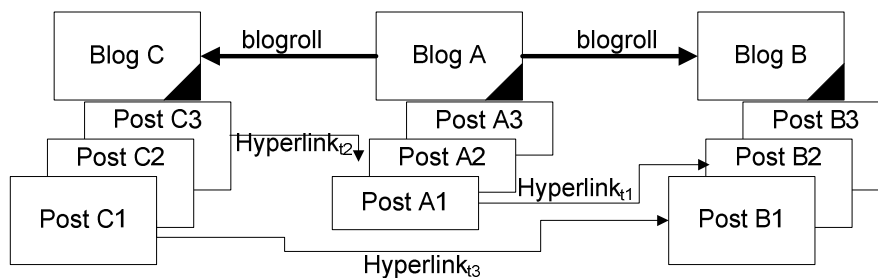 Blog C
blogroll
Blog A
blogroll
Blog B
Post C3
Post A3
Post B3
Hyperlinkt2
Post C2
Post A2
Post B2
Hyperlinkt1
Post C1
Post A1
Post B1
Hyperlinkt3